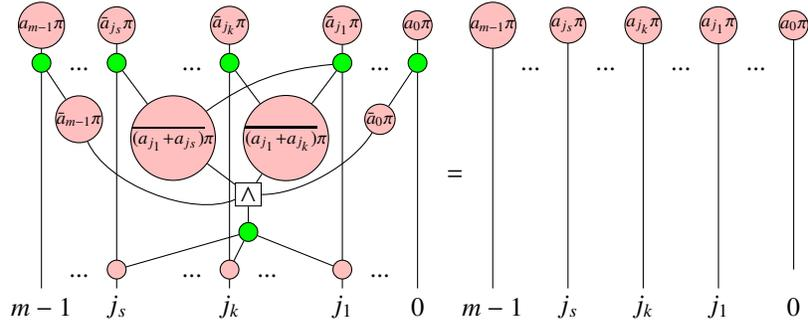 a_{m−1}π ā_{j_s}π ā_{j_k}π ā_{j_1}π a_0π a_{m−1}π a_{j_s}π a_{j_k}π a_{j_1}π a_0π
... ... ... ... ... ... ...
ā_{m−1}π \overline{(a_{j_1}+a_{j_s})}π \overline{(a_{j_1}+a_{j_k})}π ā_0π
=
∧
... ... ... ...
m − 1 j_s j_k j_1 0 m − 1 j_s j_k j_1 0